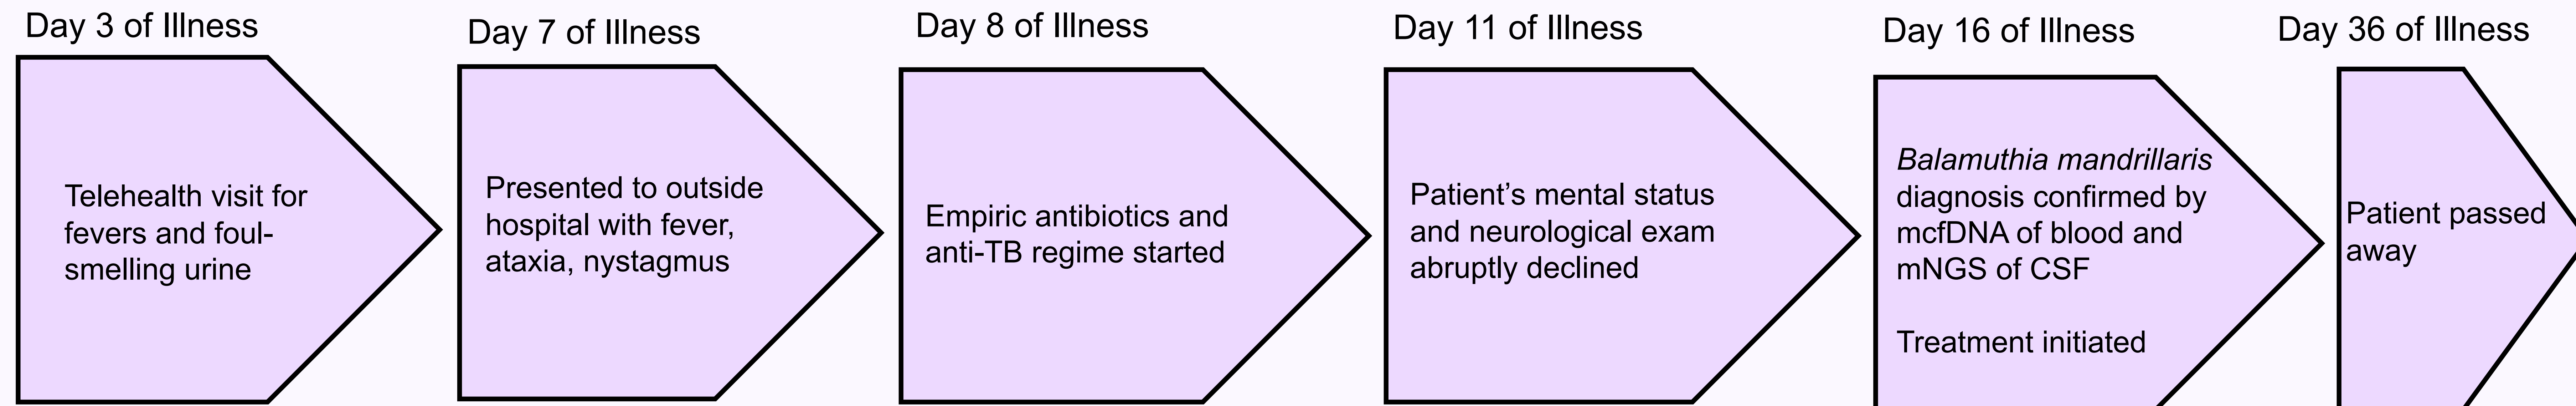 Day 3 of Illness
Telehealth visit for
fevers and foul-
smelling urine
Day 7 of Illness
Presented to outside
hospital with fever,
ataxia, nystagmus
Day 8 of Illness
Empiric antibiotics and
anti-TB regime started
Day 11 of Illness
Patient’s mental status
and neurological exam
abruptly declined
Day 16 of Illness
Balamuthia mandrillaris
diagnosis confirmed by
mcfDNA of blood and
mNGS of CSF
Treatment initiated
Day 36 of Illness
Patient passed
away